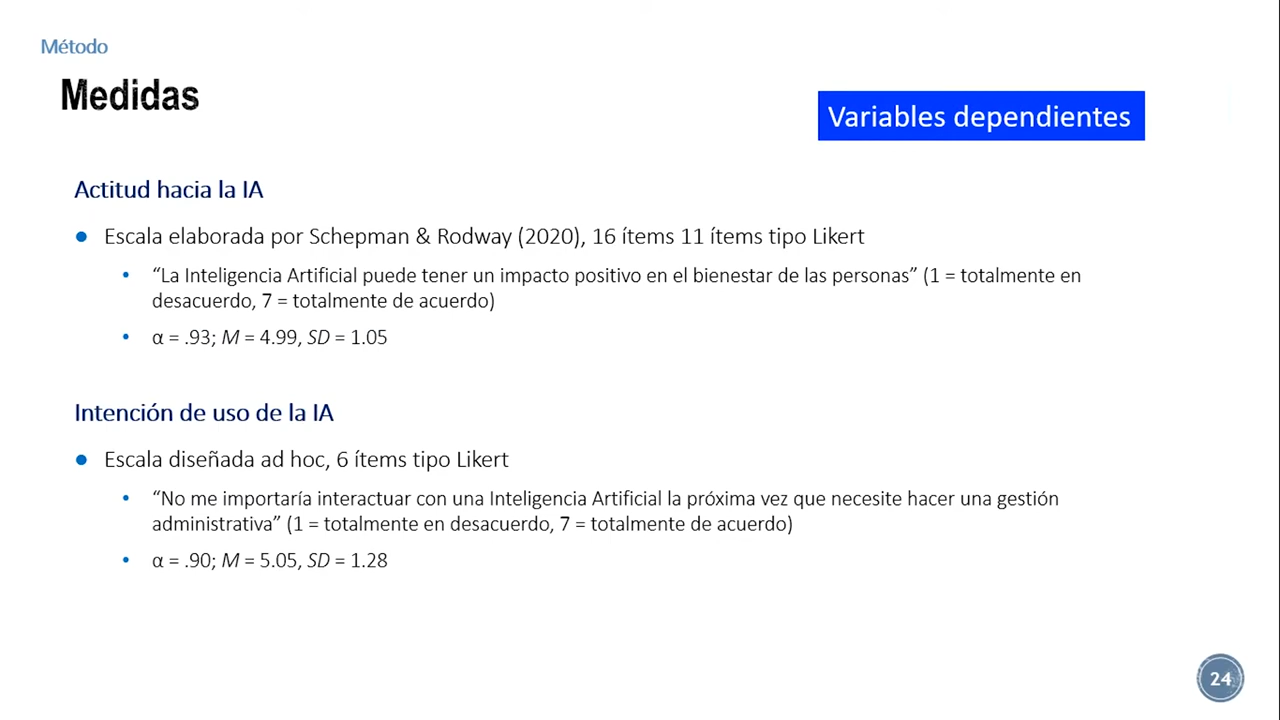 Método
Medidas
Variables dependientes
Actitud hacia la IA
● Escala elaborada por Schepman & Rodway (2020), 16 ítems 11 ítems tipo Likert
• “La Inteligencia Artificial puede tener un impacto positivo en el bienestar de las personas” (1 = totalmente en
desacuerdo, 7 = totalmente de acuerdo)
• α = .93; M = 4.99, SD = 1.05
Intención de uso de la IA
● Escala diseñada ad hoc, 6 ítems tipo Likert
• “No me importaría interactuar con una Inteligencia Artificial la próxima vez que necesite hacer una gestión
administrativa” (1 = totalmente en desacuerdo, 7 = totalmente de acuerdo)
• α = .90; M = 5.05, SD = 1.28
24